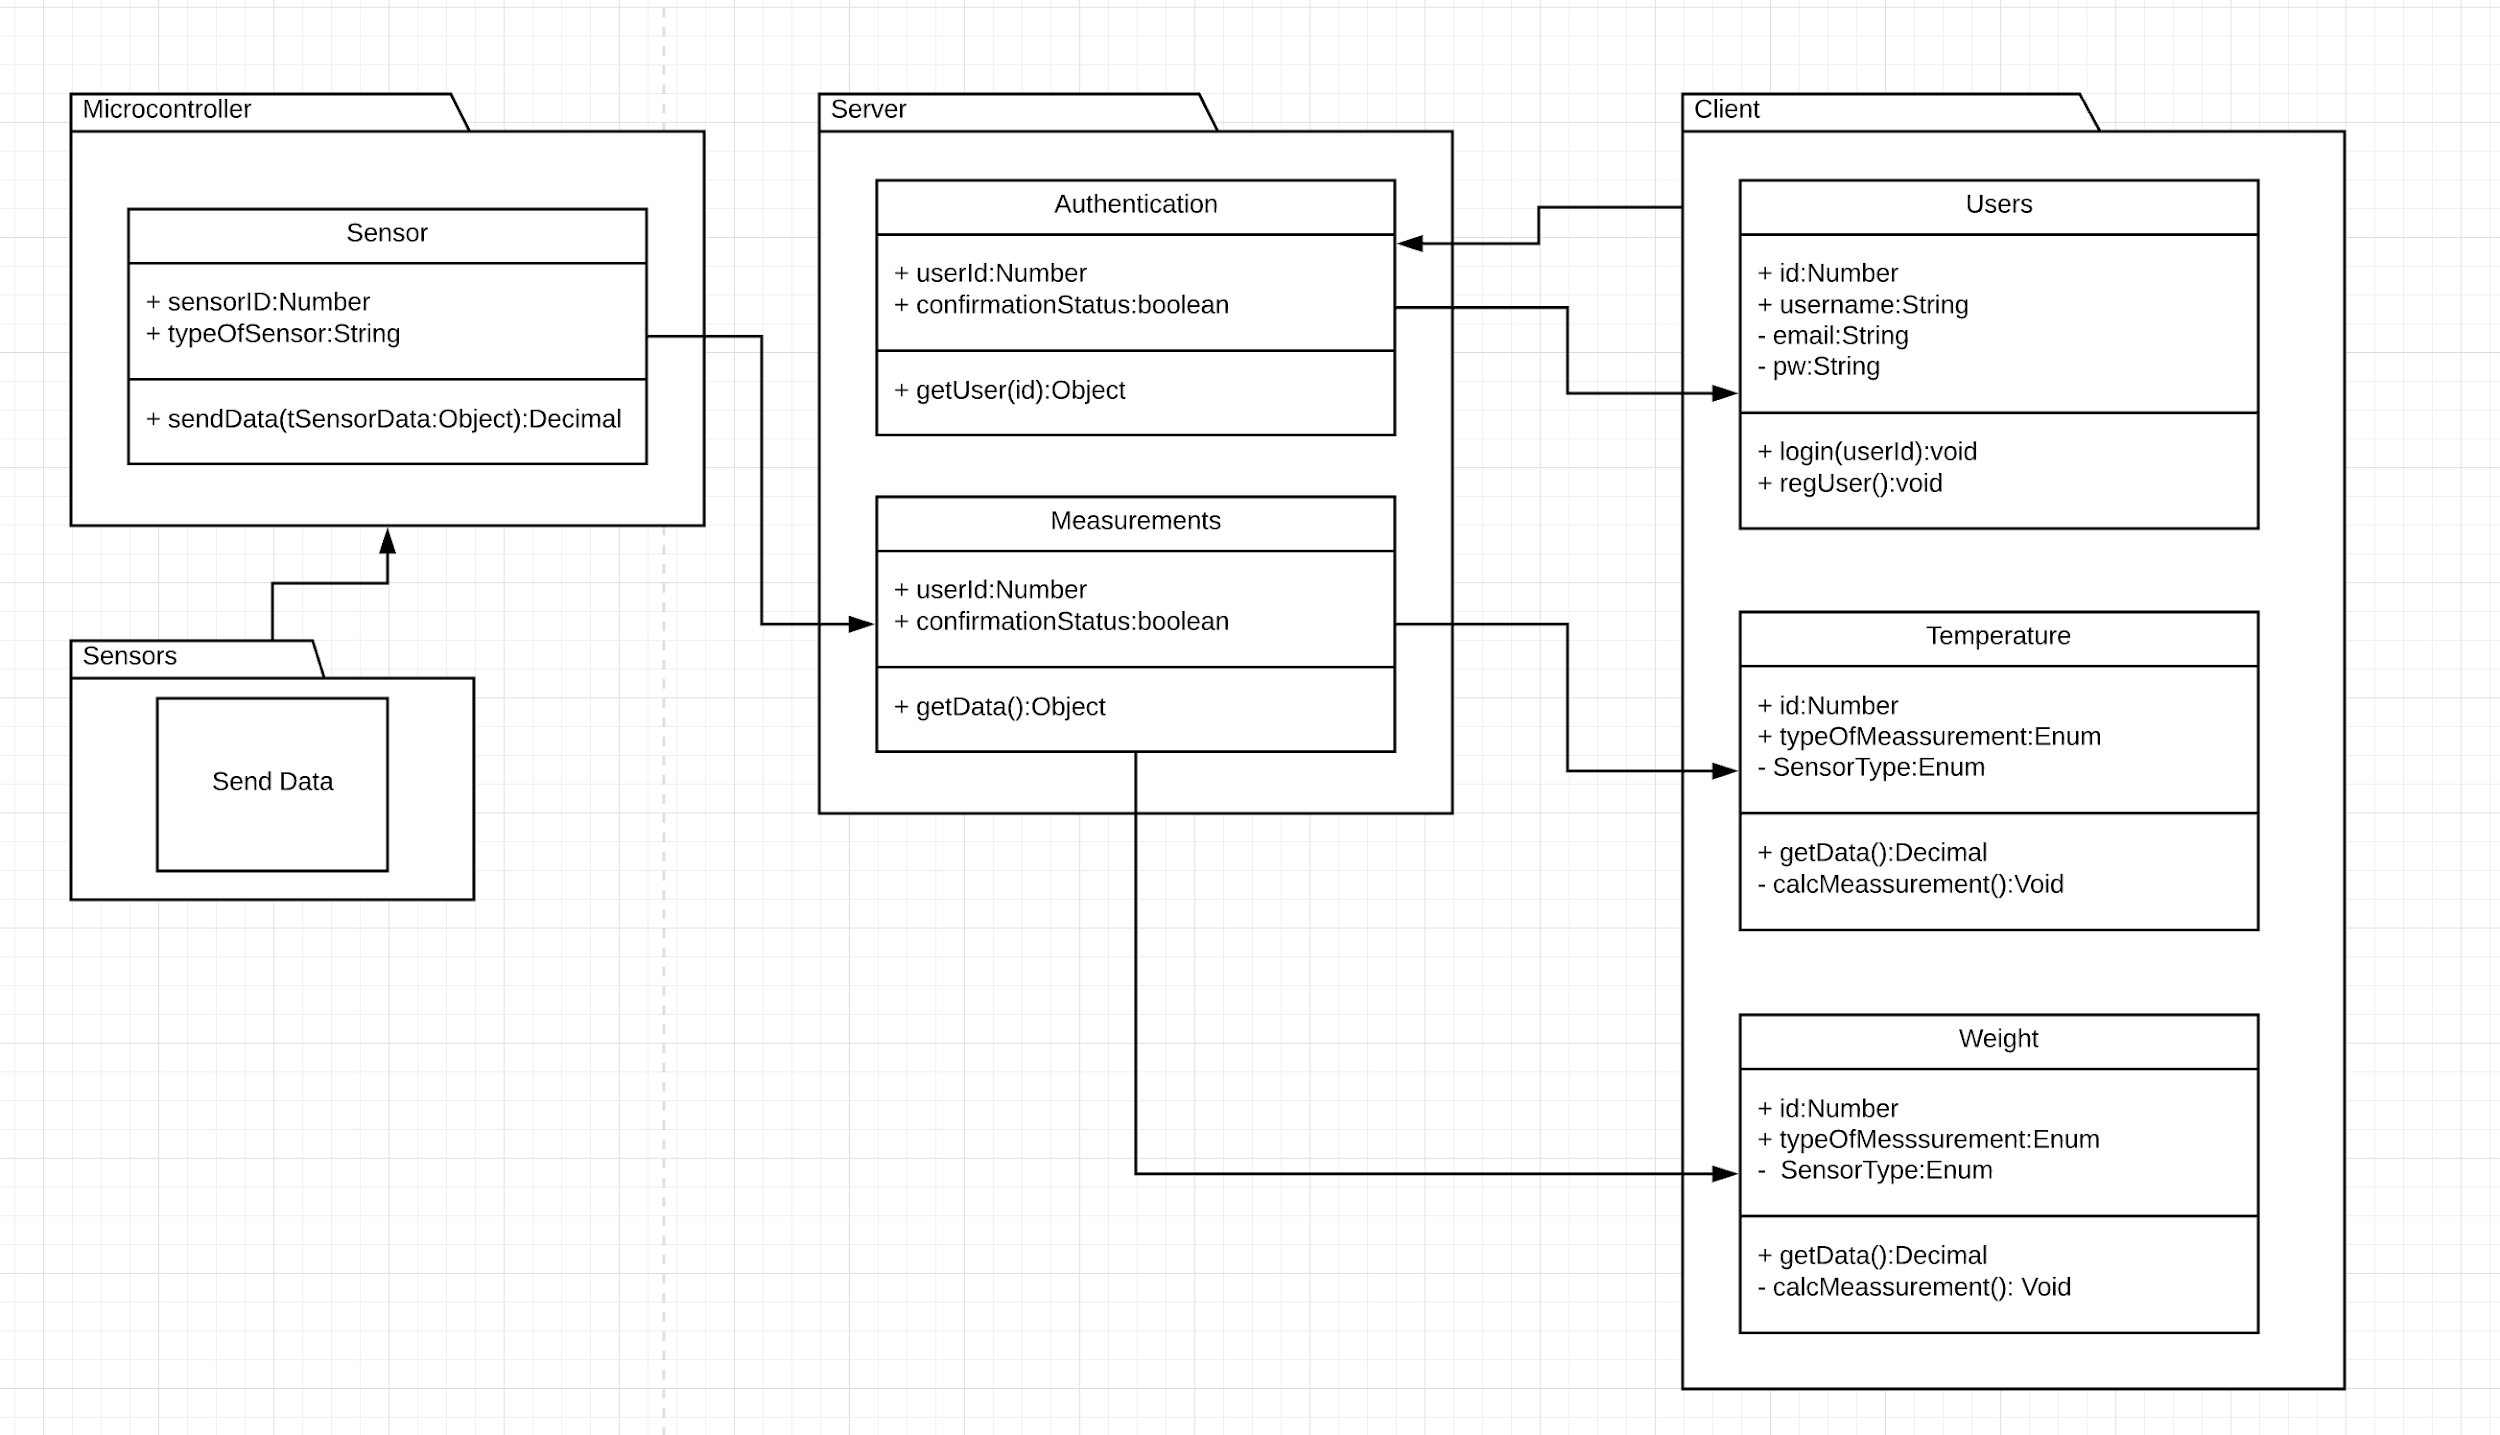 Microcontroller
Sensor
+ sensorID:Number
+ typeOfSensor:String
+ sendData(tSensorData:Object):Decimal
Sensors
Send Data
Server
Authentication
+ userId:Number
+ confirmationStatus:boolean
+ getUser(id):Object
Measurements
+ userId:Number
+ confirmationStatus:boolean
+ getData():Object
Client
Users
+ id:Number
+ username:String
- email:String
- pw:String
+ login(userId):void
+ regUser():void
Temperature
+ id:Number
+ typeOfMeassurement:Enum
- SensorType:Enum
+ getData():Decimal
- calcMeassurement():Void
Weight
+ id:Number
+ typeOfMesssurement:Enum
- SensorType:Enum
+ getData():Decimal
- calcMeassurement(): Void